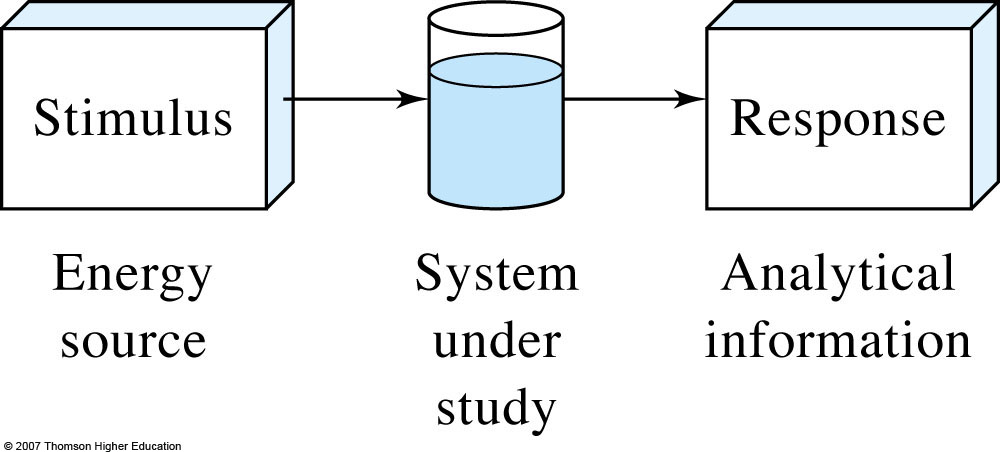 Stimulus
Response
Energy
source
System
under
study
Analytical
information
© 2007 Thomson Higher Education